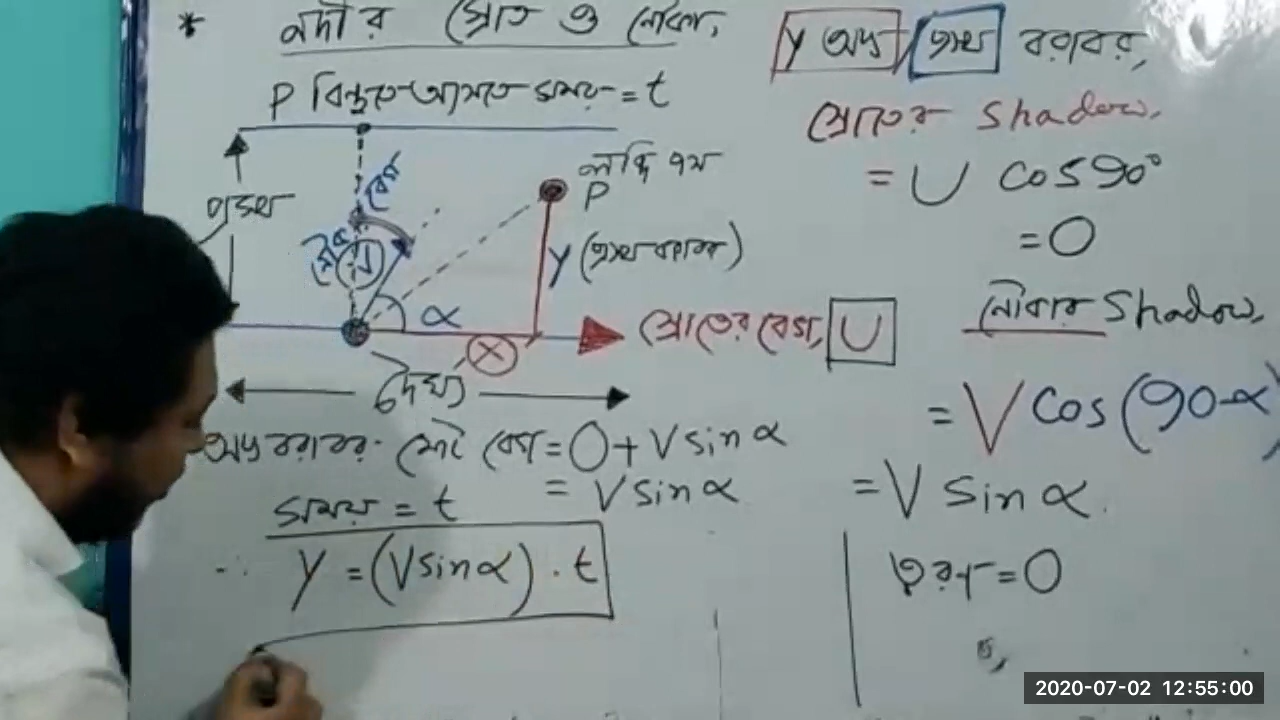 * নদীর স্রোত ও নৌকা,
P বিন্দুতে আসতে সময় = t
প্রস্থ
লব্ধি পথ
P
y (প্রস্থ বরাবর)
α
স্রোতের বেগ, U
x
দৈর্ঘ্য
অক্ষ বরাবর মোট বেগ = 0 + V sin α
= V sin α
সময় = t
∴ y = (V sin α) . t
Y অক্ষ / প্রস্থ বরাবর,
স্রোতের Shadow,
= U cos 90°
= 0
নৌকার Shadow,
= V cos (90-α)
= V sin α.
ত্বরণ = 0
2020-07-02 12:55:00